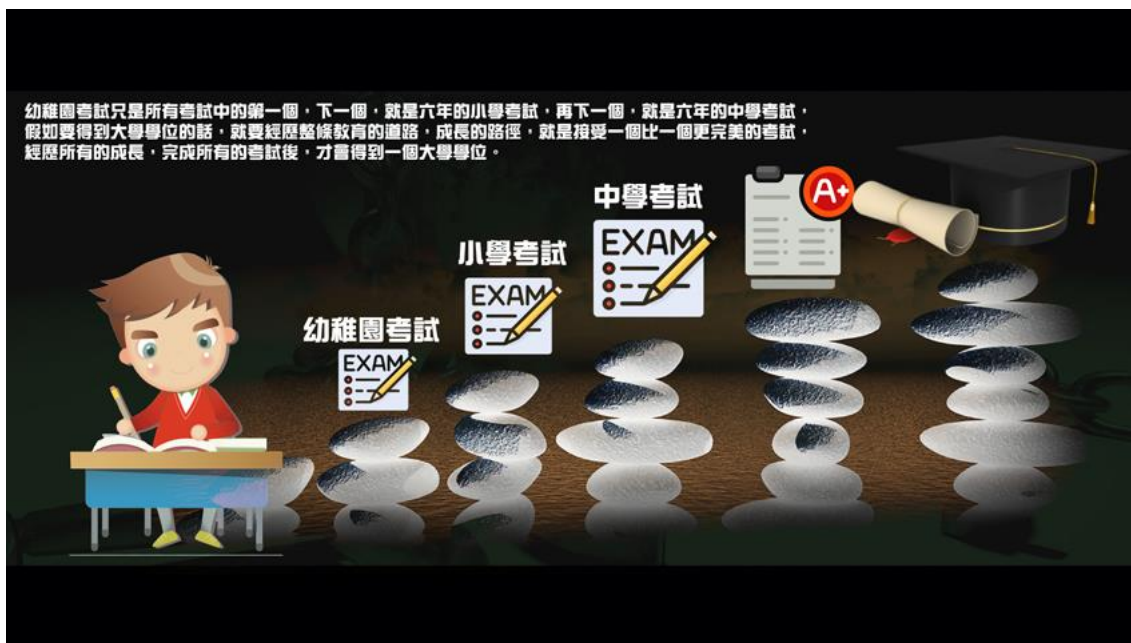 幼稚園考試只是所有考試中的第一個，下一個，就是六年的小學考試，再下一個，就是六年的中學考試，
假如要得到大學學位的話，就要經歷整條教育的道路，成長的路徑，就是接受一個比一個更完美的考試，
經歷所有的成長，完成所有的考試後，才會得到一個大學學位。
中學考試
EXAM
小學考試
EXAM
幼稚園考試
EXAM
A+